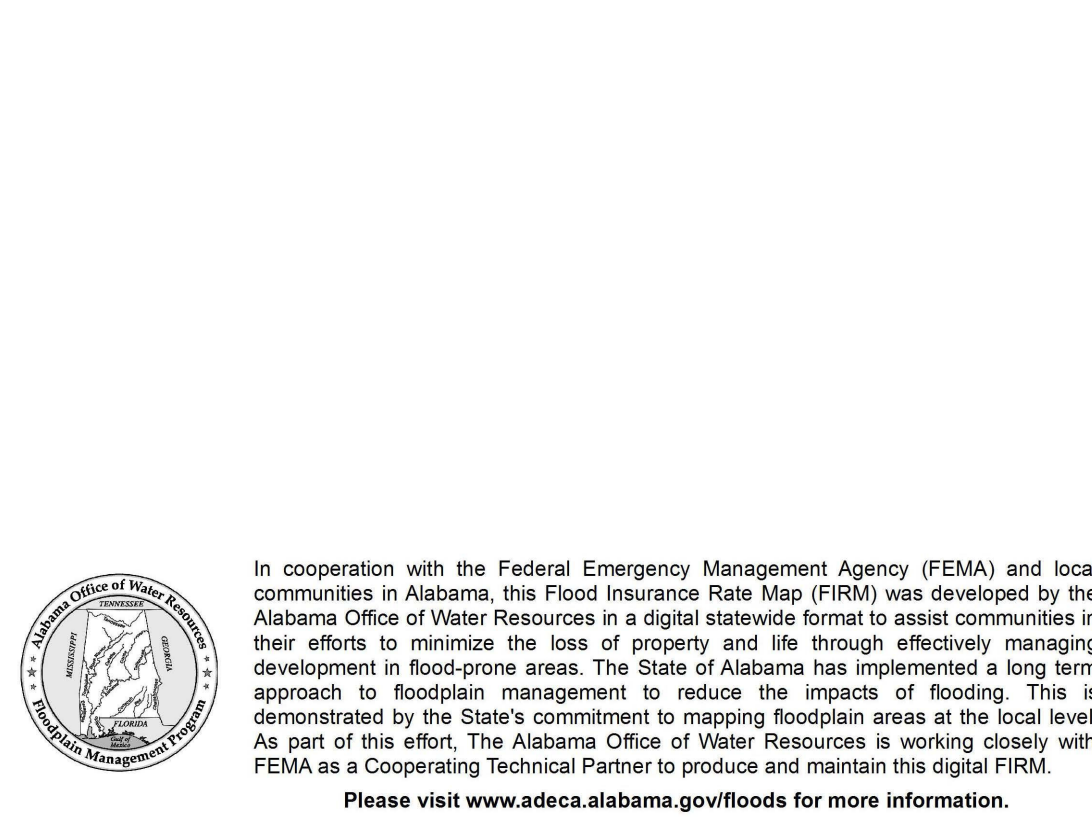 Alabama Office of Water Resources
TENNESSEE
MISSISSIPPI
GEORGIA
FLORIDA
Gulf of
Mexico
Floodplain Management Program
In cooperation with the Federal Emergency Management Agency (FEMA) and loca
communities in Alabama, this Flood Insurance Rate Map (FIRM) was developed by the
Alabama Office of Water Resources in a digital statewide format to assist communities in
their efforts to minimize the loss of property and life through effectively managing
development in flood-prone areas. The State of Alabama has implemented a long term
approach to floodplain management to reduce the impacts of flooding. This is
demonstrated by the State's commitment to mapping floodplain areas at the local level
As part of this effort, The Alabama Office of Water Resources is working closely with
FEMA as a Cooperating Technical Partner to produce and maintain this digital FIRM.
Please visit www.adeca.alabama.gov/floods for more information.